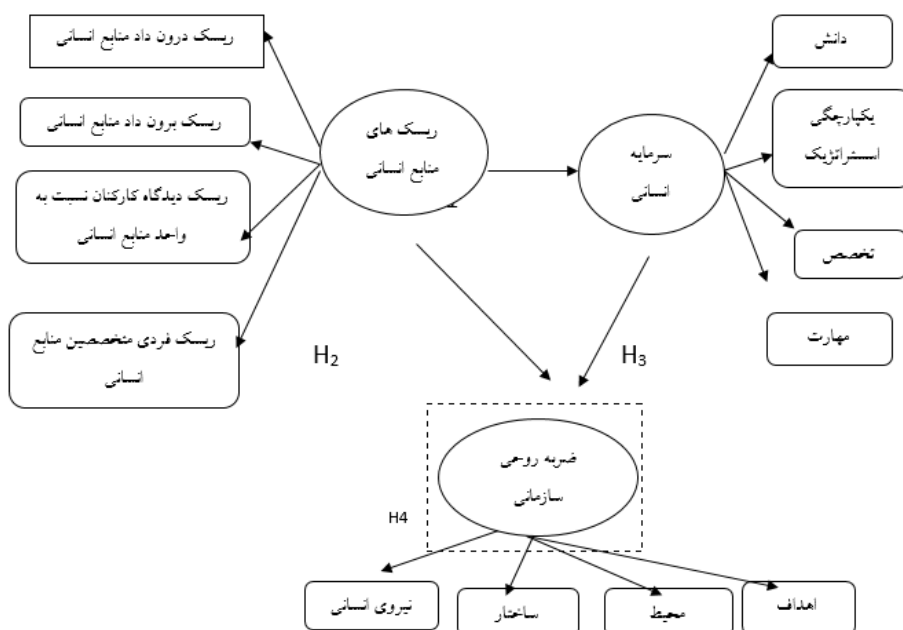 ریسک درون داد منابع انسانی
ریسک برون داد منابع انسانی
ریسک دیدگاه کارکنان نسبت به
واحد منابع انسانی
ریسک فردی متخصصین منابع
انسانی
ریسک های
منابع انسانی
سرمایه
انسانی
دانش
یکپارچگی
استراتژیک
تخصص
مهارت
H2
H3
ضربه روحی
سازمانی
H4
نیروی انسانی
ساختار
محیط
اهداف